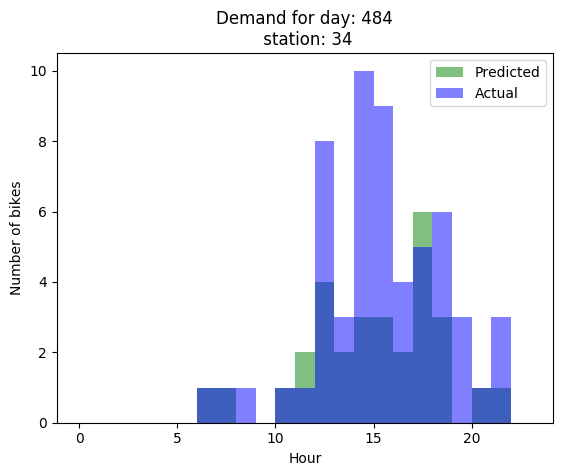 Demand for day: 484
station: 34
Predicted
Actual
10
8
6
4
2
0
Number of bikes
0 5 10 15 20
Hour